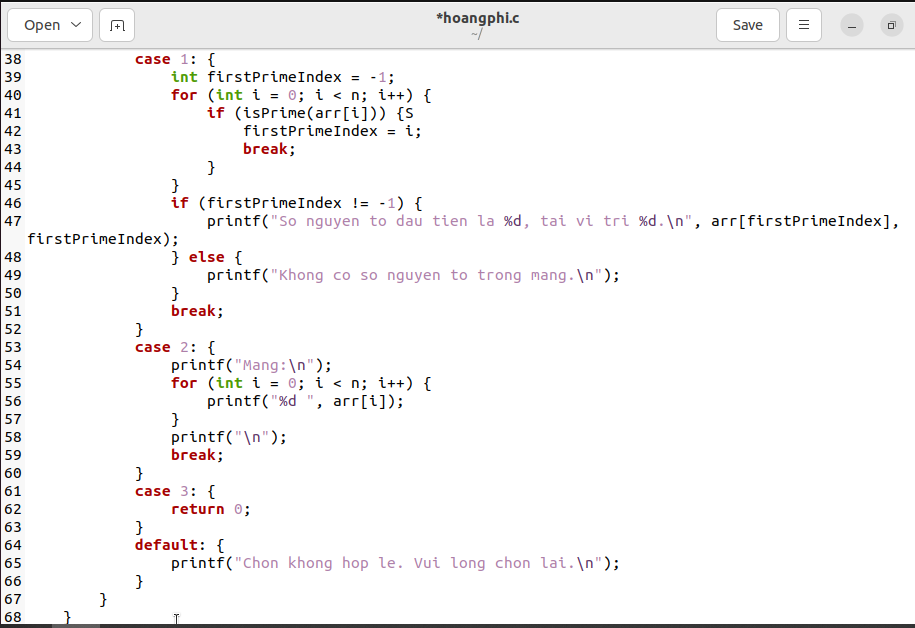 Open
*hoangphi.c
~/
Save
38 case 1: {
39 int firstPrimeIndex = -1;
40 for (int i = 0; i < n; i++) {
41 if (isPrime(arr[i])) {S
42 firstPrimeIndex = i;
43 break;
44 }
45 }
46 if (firstPrimeIndex != -1) {
47 printf("So nguyen to dau tien la %d, tai vi tri %d.\n", arr[firstPrimeIndex],
firstPrimeIndex);
48 } else {
49 printf("Khong co so nguyen to trong mang.\n");
50 }
51 break;
52 }
53 case 2: {
54 printf("Mang:\n");
55 for (int i = 0; i < n; i++) {
56 printf("%d ", arr[i]);
57 }
58 printf("\n");
59 break;
60 }
61 case 3: {
62 return 0;
63 }
64 default: {
65 printf("Chon khong hop le. Vui long chon lai.\n");
66 }
67 }
68 }